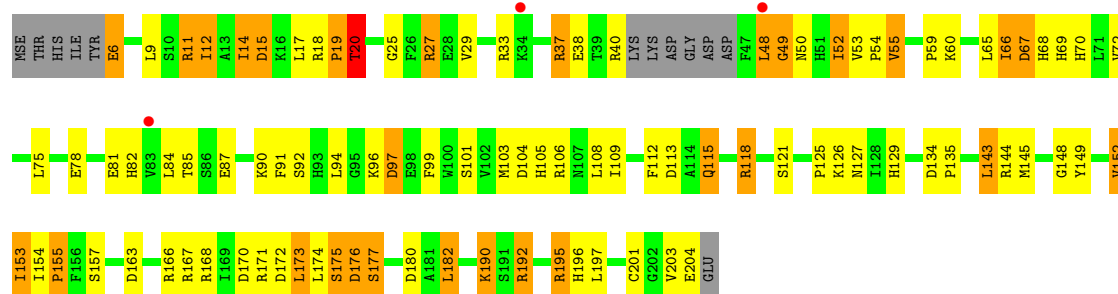 MSE THR HIS ILE TYR E6 L9 S10 R11 I12 A13 I14 D15 K16 L17 R18 P19 T20 G25 F26 R27 E28 V29 R33 K34 R37 E38 T39 R40 LYS LYS ASP GLY ASP ASP F47 L48 G49 N50 H51 I52 V53 P54 V55 P59 K60 L65 I66 D67 H68 H69 H70 L71 V72
L75 E78 E81 H82 V83 L84 T85 S86 E87 K90 F91 S92 H93 L94 G95 K96 D97 E98 F99 W100 S101 V102 M103 D104 H105 R106 N107 L108 I109 F112 D113 A114 Q115 R118 S121 P125 K126 N127 I128 H129 D134 P135 L143 R144 M145 G148 Y149 V152
I153 I154 P155 F156 S157 D163 R166 R167 R168 I169 D170 R171 D172 L173 L174 S175 D176 S177 D180 A181 L182 K190 S191 R192 R195 H196 L197 C201 G202 V203 E204 GLU